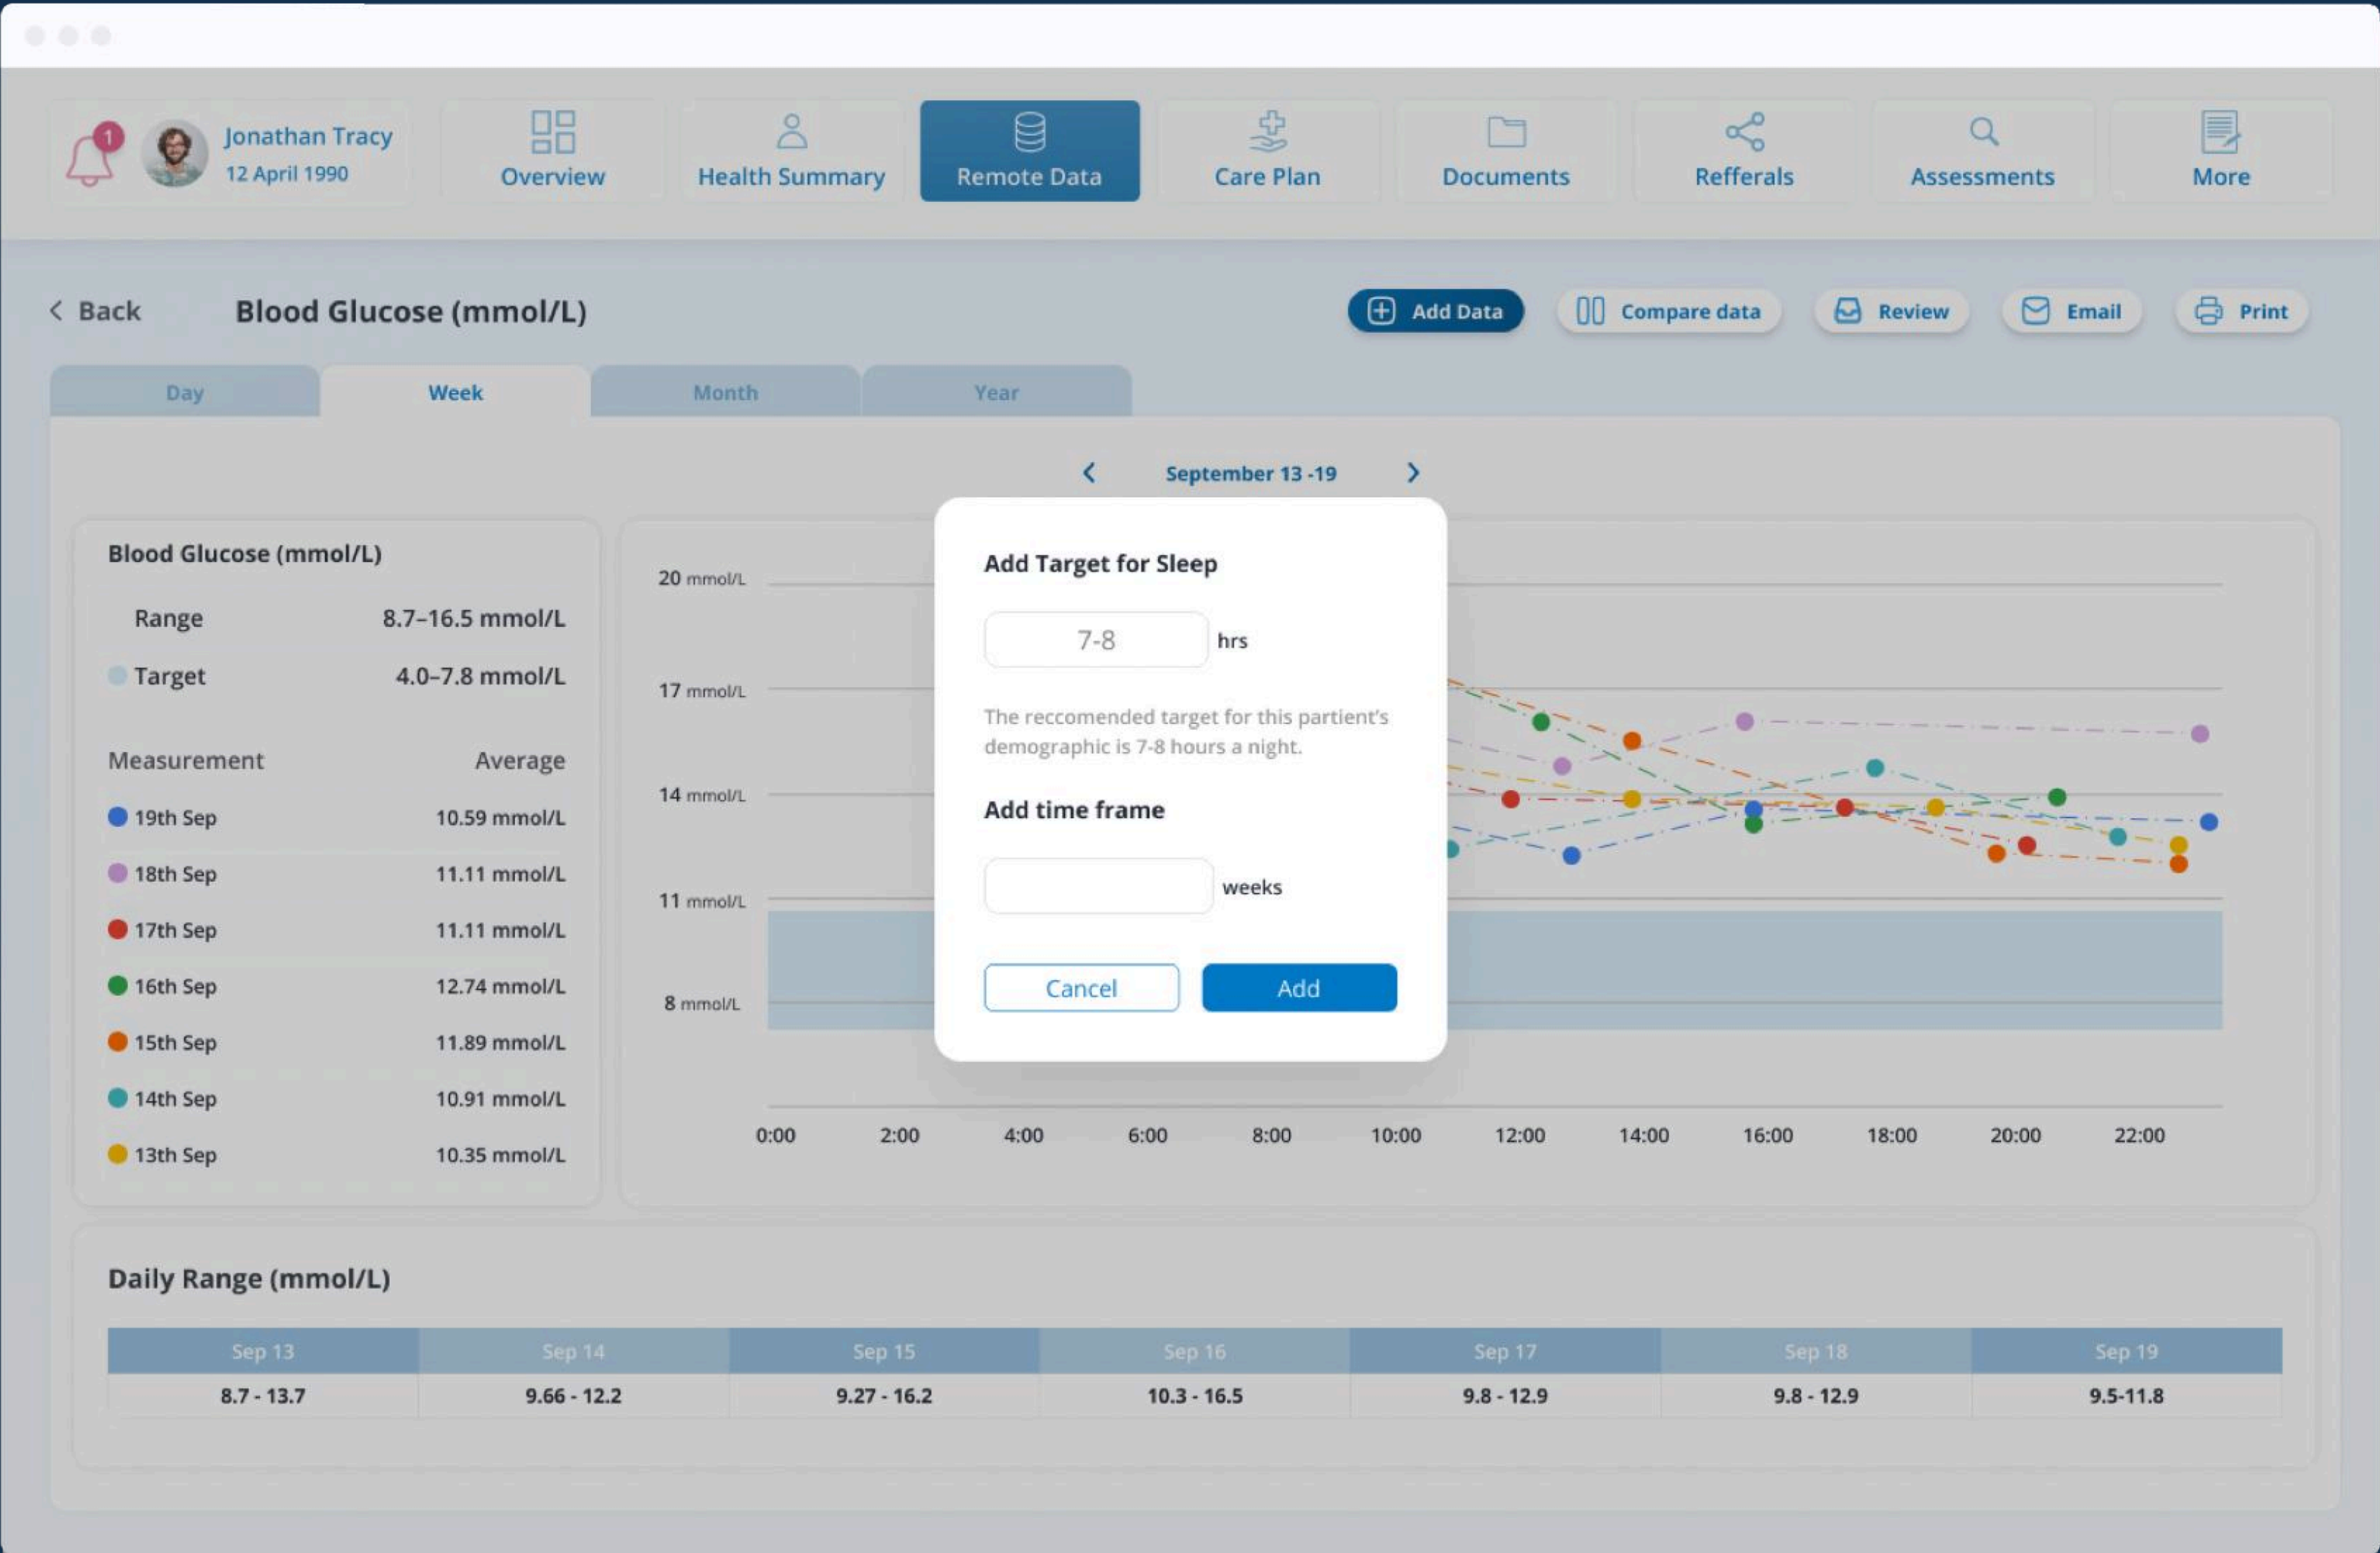 1
Jonathan Tracy
12 April 1990
Overview
Health Summary
Remote Data
Care Plan
Documents
Refferals
Assessments
More
Back
Blood Glucose (mmol/L)
Add Data
Compare data
Review
Email
Print
Day
Week
Month
Year
September 13 -19
Blood Glucose (mmol/L)
Range 8.7–16.5 mmol/L
Target 4.0–7.8 mmol/L
Measurement Average
19th Sep 10.59 mmol/L
18th Sep 11.11 mmol/L
17th Sep 11.11 mmol/L
16th Sep 12.74 mmol/L
15th Sep 11.89 mmol/L
14th Sep 10.91 mmol/L
13th Sep 10.35 mmol/L
20 mmol/L
17 mmol/L
14 mmol/L
11 mmol/L
8 mmol/L
0:00 2:00 4:00 6:00 8:00 10:00 12:00 14:00 16:00 18:00 20:00 22:00
Add Target for Sleep
7-8 hrs
The reccomended target for this partient's
demographic is 7-8 hours a night.
Add time frame
weeks
Cancel
Add
Daily Range (mmol/L)
Sep 13 Sep 14 Sep 15 Sep 16 Sep 17 Sep 18 Sep 19
8.7 - 13.7 9.66 - 12.2 9.27 - 16.2 10.3 - 16.5 9.8 - 12.9 9.8 - 12.9 9.5-11.8